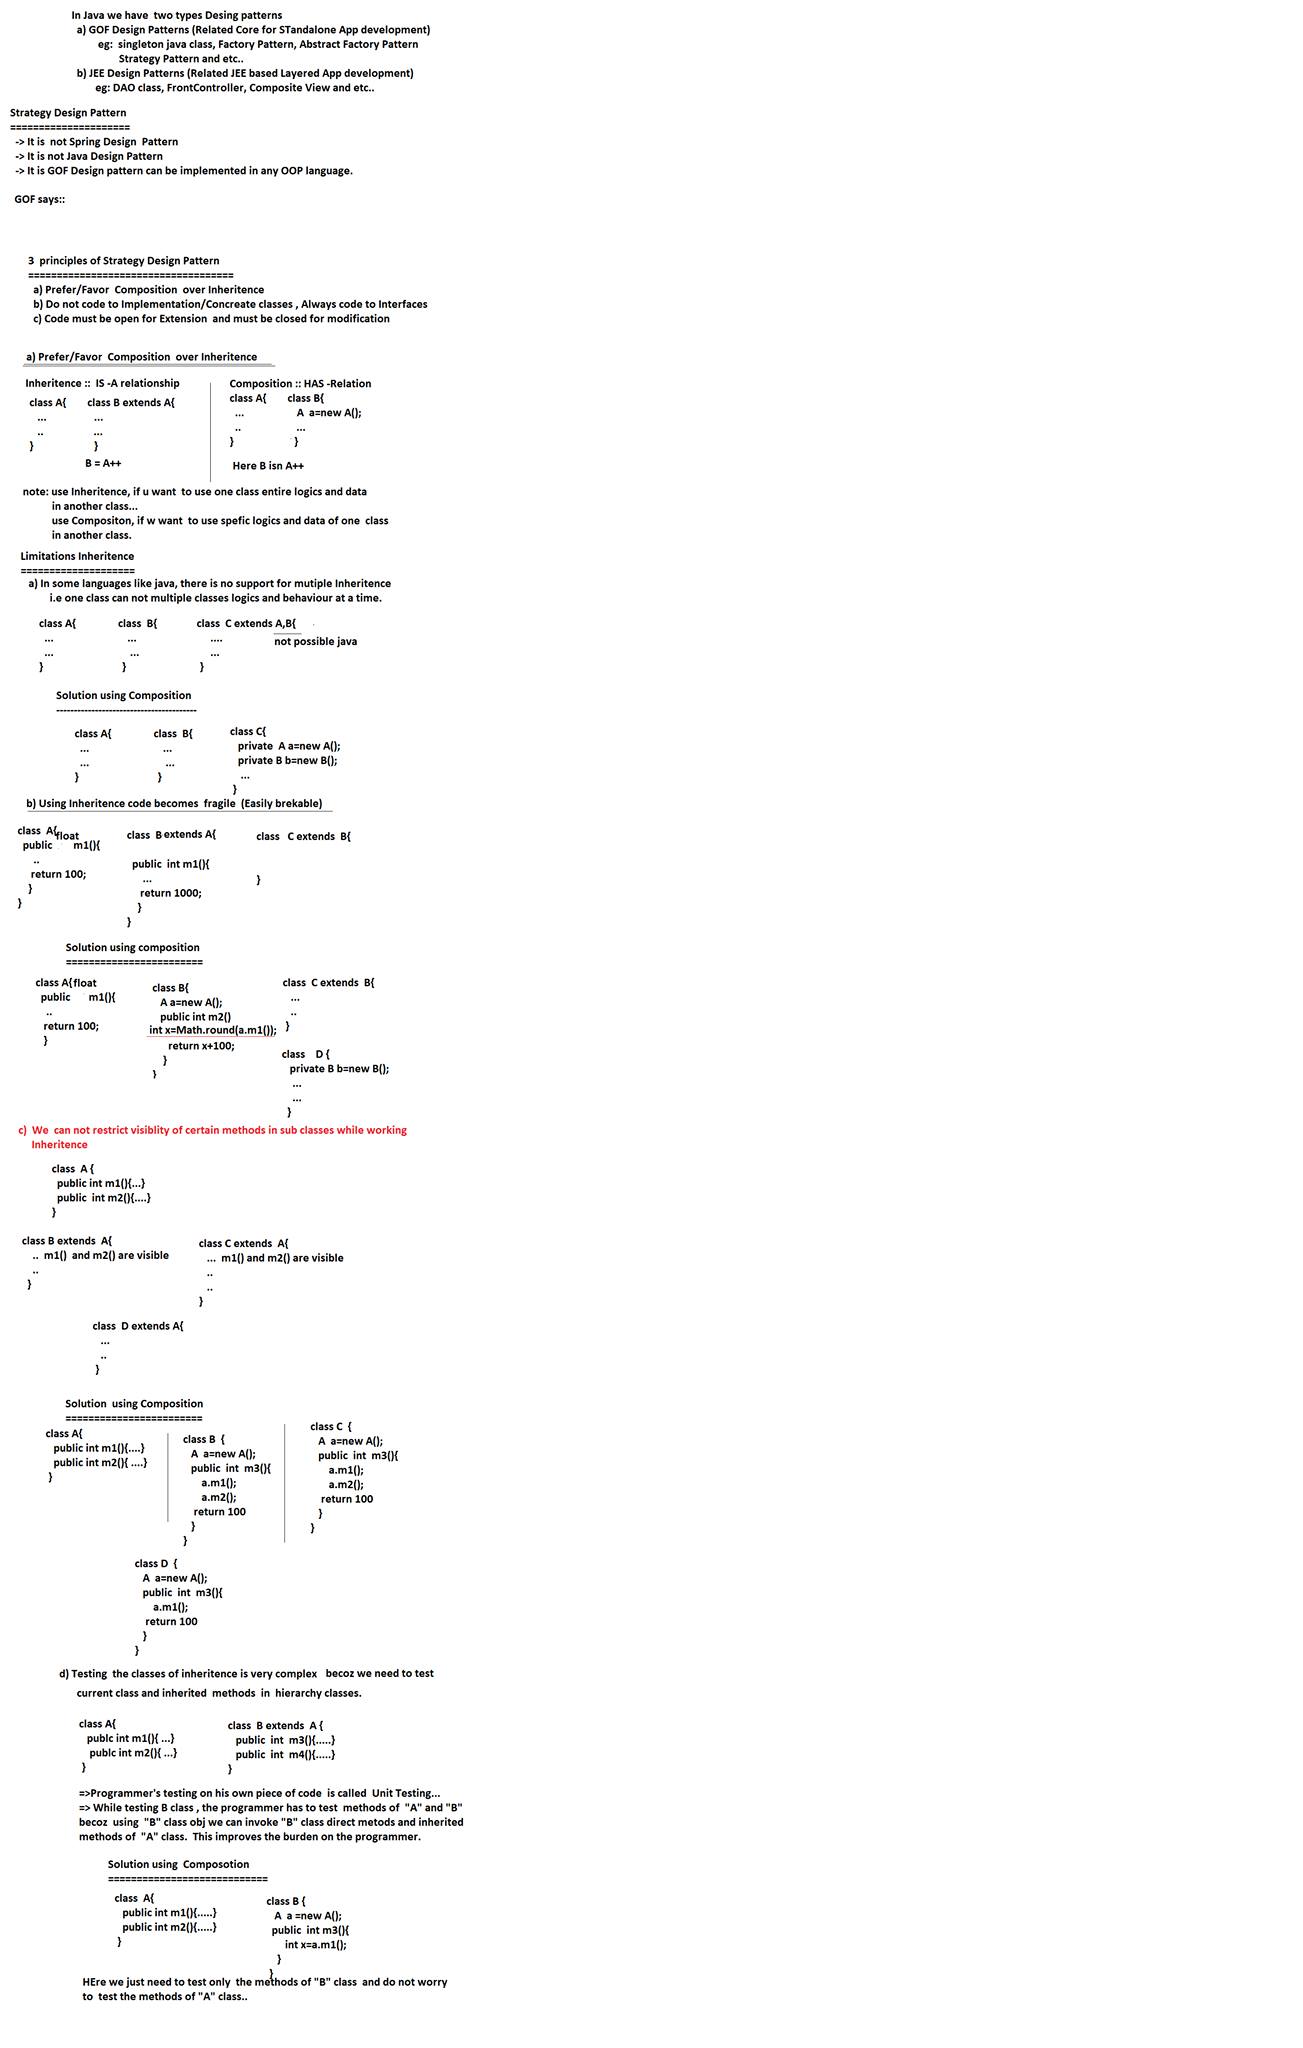 In Java we have two types Desing patterns
a) GOF Design Patterns (Related Core for STandalone App development)
eg: singleton java class, Factory Pattern, Abstract Factory Pattern
Strategy Pattern and etc..
b) JEE Design Patterns (Related JEE based Layered App development)
eg: DAO class, FrontController, Composite View and etc..
Strategy Design Pattern
=====================
-> It is not Spring Design Pattern
-> It is not Java Design Pattern
-> It is GOF Design pattern can be implemented in any OOP language.
GOF says::
3 principles of Strategy Design Pattern
====================================
a) Prefer/Favor Composition over Inheritence
b) Do not code to Implementation/Concreate classes , Always code to Interfaces
c) Code must be open for Extension and must be closed for modification
a) Prefer/Favor Composition over Inheritence
Inheritence :: IS -A relationship
class A{ class B extends A{
... ...
.. ...
} }
B = A++
Composition :: HAS -Relation
class A{ class B{
... A a=new A();
.. ...
} }
Here B isn A++
note: use Inheritence, if u want to use one class entire logics and data
in another class...
use Compositon, if w want to use spefic logics and data of one class
in another class.
Limitations Inheritence
====================
a) In some languages like java, there is no support for mutiple Inheritence
i.e one class can not multiple classes logics and behaviour at a time.
class A{ class B{ class C extends A,B{
... ... .... not possible java
... ... ...
} } }
Solution using Composition
----------------------------------------
class A{
...
...
}
class B{
...
...
}
class C{
private A a=new A();
private B b=new B();
...
}
b) Using Inheritence code becomes fragile (Easily brekable)
class A{
public float m1(){
..
return 100;
}
}
class B extends A{
public int m1(){
...
return 1000;
}
}
class C extends B{
}
Solution using composition
========================
class A{
public float m1(){
..
return 100;
}
class B{
A a=new A();
public int m2()
int x=Math.round(a.m1());
return x+100;
}
}
class C extends B{
...
..
}
class D {
private B b=new B();
...
...
}
c) We can not restrict visiblity of certain methods in sub classes while working
Inheritence
class A {
public int m1(){...}
public int m2(){....}
}
class B extends A{
.. m1() and m2() are visible
..
}
class C extends A{
... m1() and m2() are visible
..
..
}
class D extends A{
...
..
}
Solution using Composition
========================
class A{
public int m1(){....}
public int m2(){ ....}
}
class B {
A a=new A();
public int m3(){
a.m1();
a.m2();
return 100
}
}
class C {
A a=new A();
public int m3(){
a.m1();
a.m2();
return 100
}
}
class D {
A a=new A();
public int m3(){
a.m1();
return 100
}
}
d) Testing the classes of inheritence is very complex becoz we need to test
current class and inherited methods in hierarchy classes.
class A{
publc int m1(){ ...}
publc int m2(){ ...}
}
class B extends A {
public int m3(){.....}
public int m4(){.....}
}
=>Programmer's testing on his own piece of code is called Unit Testing...
=> While testing B class , the programmer has to test methods of "A" and "B"
becoz using "B" class obj we can invoke "B" class direct metods and inherited
methods of "A" class. This improves the burden on the programmer.
Solution using Composotion
============================
class A{
public int m1(){.....}
public int m2(){.....}
}
class B {
A a =new A();
public int m3(){
int x=a.m1();
}
}
HEre we just need to test only the methods of "B" class and do not worry
to test the methods of "A" class..